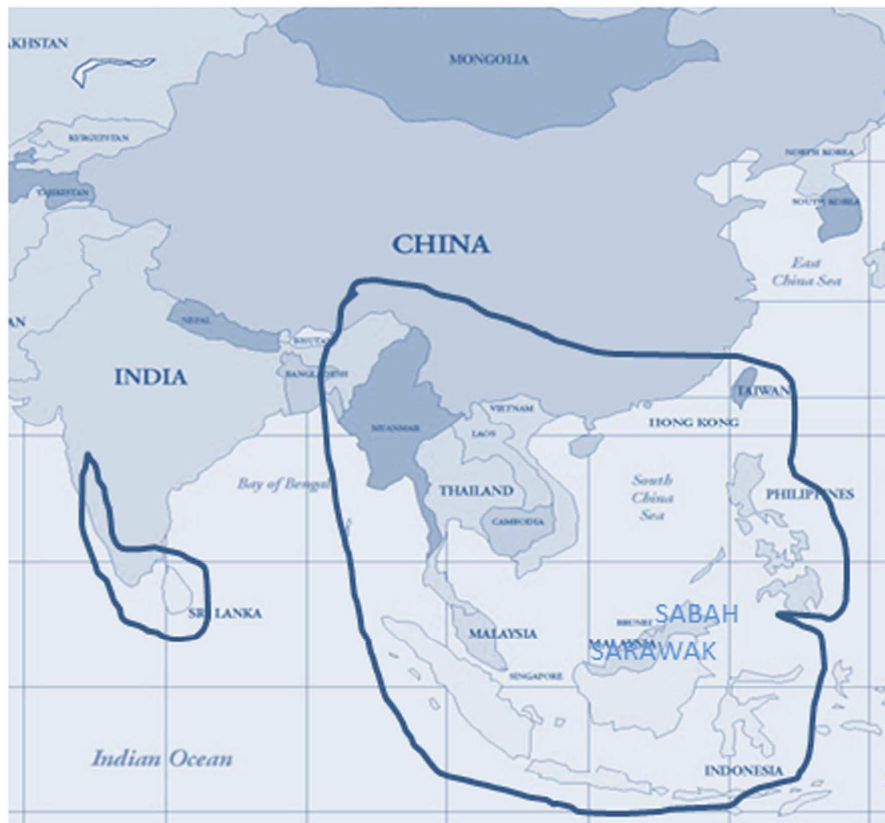 AKHSTAN
MONGOLIA
KERGIZSTAN
NORTH KOREA
TAJIKISTAN
SOUTH KOREA
CHINA
East
China Sea
AN
NEPAL
BHUTAN
INDIA
BANGLADESH
TAIWAN
VIETNAM
HONG KONG
MYANMAR
LAOS
Bay of Bengal
THAILAND
South
China
Sea
PHILIPPINES
CAMBODIA
SRI LANKA
BRUNEI
SABAH
MALAYSIA
MALAYSIA
SARAWAK
SINGAPORE
Indian Ocean
INDONESIA